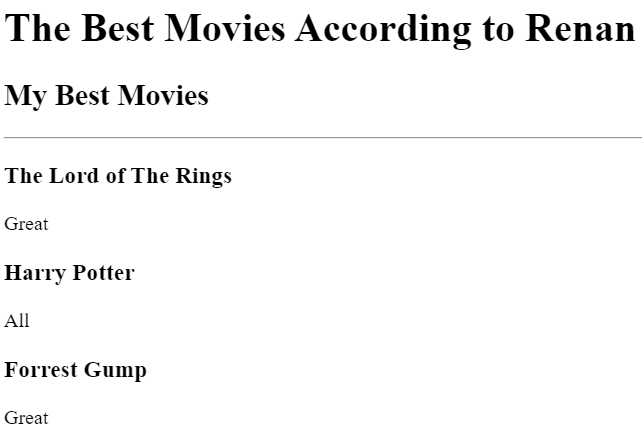 The Best Movies According to Renan
My Best Movies
The Lord of The Rings
Great
Harry Potter
All
Forrest Gump
Great